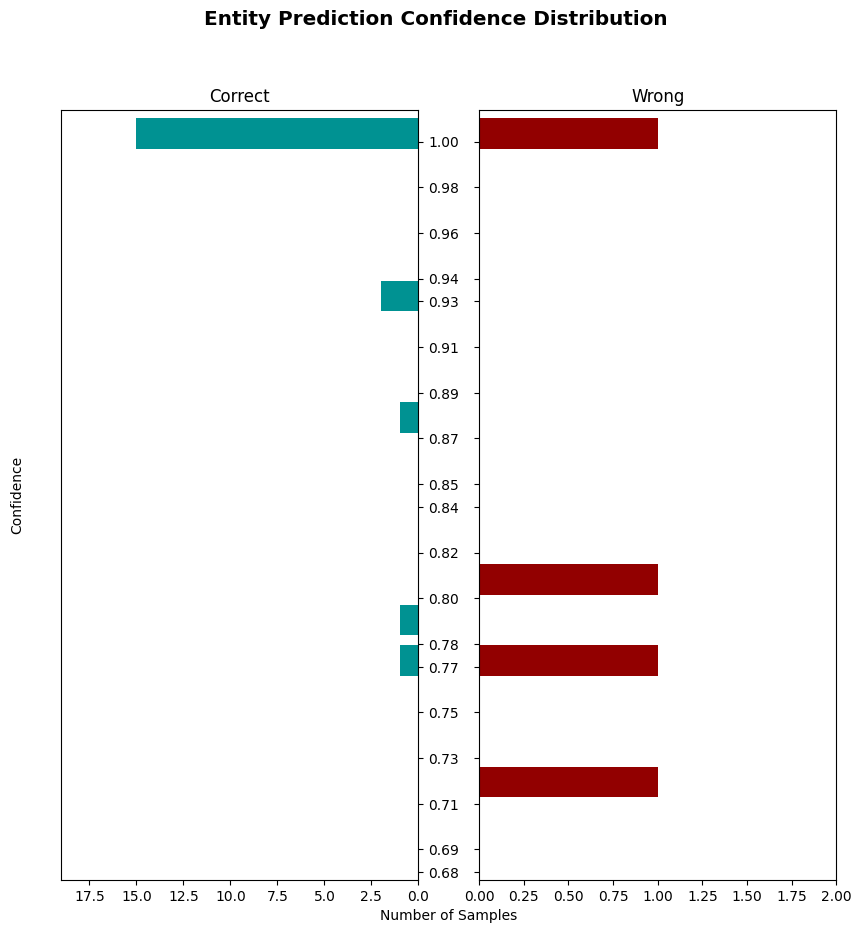 Entity Prediction Confidence Distribution
Correct
Wrong
1.00
0.98
0.96
0.94
0.93
0.91
0.89
0.87
0.85
0.84
0.82
0.80
0.78
0.77
0.75
0.73
0.71
0.69
0.68
Confidence
17.5 15.0 12.5 10.0 7.5 5.0 2.5 0.0
0.00 0.25 0.50 0.75 1.00 1.25 1.50 1.75 2.00
Number of Samples